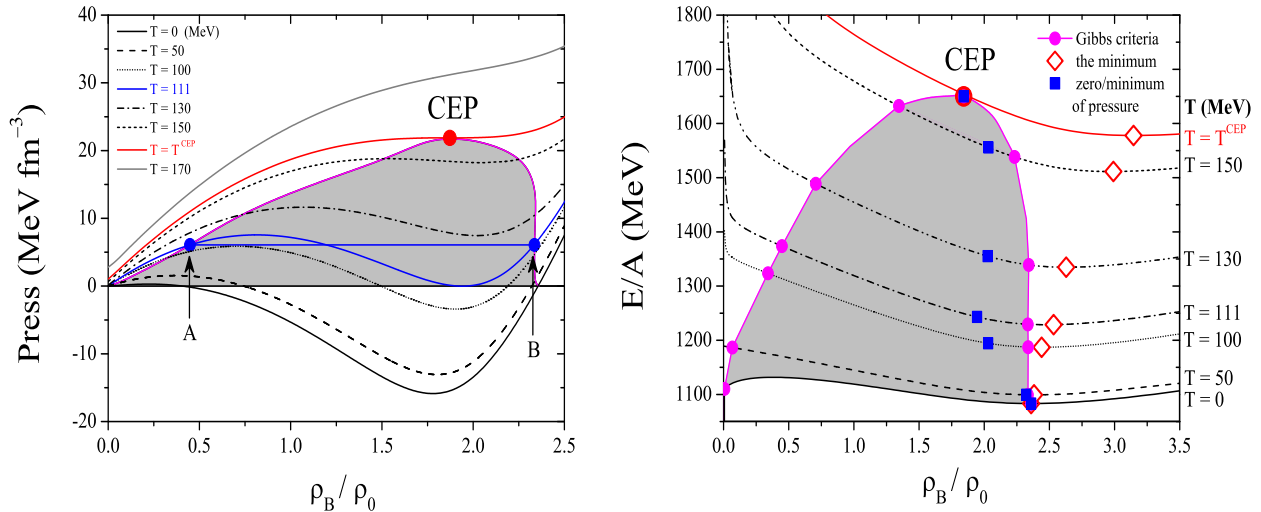 40
30
20
10
0
-10
-20
Press (MeV fm⁻³)
T = 0 (MeV)
T = 50
T = 100
T = 111
T = 130
T = 150
T = T^CEP
T = 170
CEP
A
B
0.0 0.5 1.0 1.5 2.0 2.5
ρ_B / ρ_0
1800
1700
1600
1500
1400
1300
1200
1100
E/A (MeV)
CEP
Gibbs criteria
the minimum
zero/minimum
of pressure
T (MeV)
T = T^CEP
T = 150
T = 130
T = 111
T = 100
T = 50
T = 0
0.0 0.5 1.0 1.5 2.0 2.5 3.0 3.5
ρ_B / ρ_0